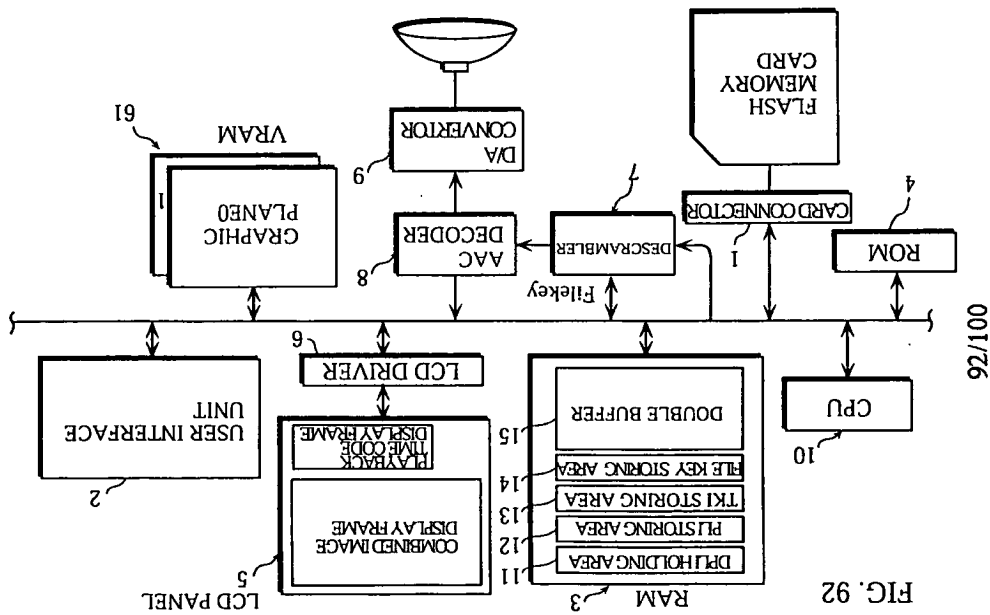 FIG. 92
RAM
3
11
DPLI HOLDING AREA
12
PLI STORING AREA
13
TKI STORING AREA
14
FILE KEY STORING AREA
15
DOUBLE BUFFER
LCD PANEL
5
COMBINED IMAGE
DISPLAY FRAME
PLAYBACK
TIME CODE
DISPLAY FRAME
6
LCD DRIVER
2
USER INTERFACE
UNIT
10
CPU
4
ROM
1
CARD CONNECTOR
FLASH
MEMORY
CARD
7
DESCRAMBLER
Filekey
8
AAC
DECODER
9
D/A
CONVERTOR
GRAPHIC
PLANE0
1
61
VRAM
92/100